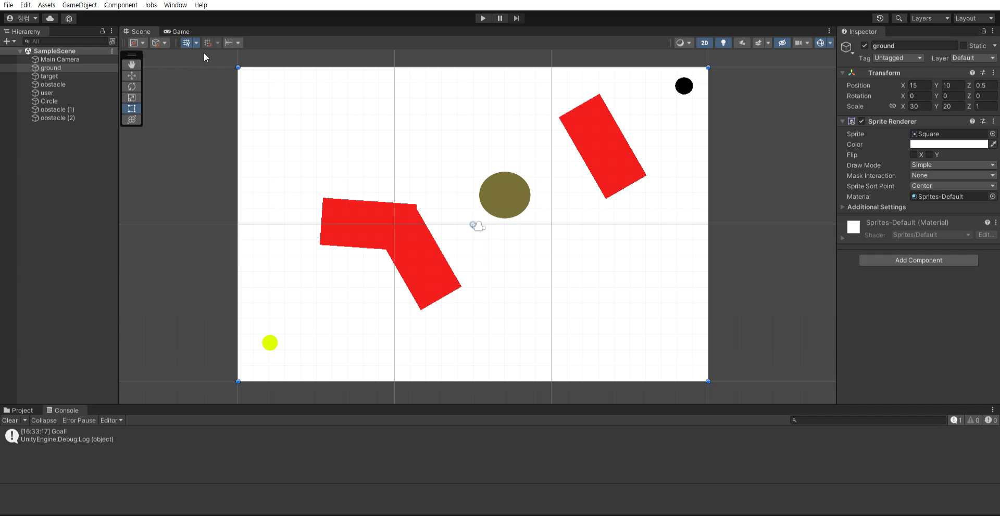 File Edit Assets GameObject Component Jobs Window Help
정컴 Layers Layout
Hierarchy
All
SampleScene
Main Camera
ground
target
obstacle
user
Circle
obstacle (1)
obstacle (2)
Scene Game
2D
Inspector
ground Static
Tag Untagged Layer Default
Transform
Position X 15 Y 10 Z 0.5
Rotation X 0 Y 0 Z 0
Scale X 30 Y 20 Z 1
Sprite Renderer
Sprite Square
Color
Flip X Y
Draw Mode Simple
Mask Interaction None
Sprite Sort Point Center
Material Sprites-Default
Additional Settings
Sprites-Default (Material)
Shader Sprites/Default Edit...
Add Component
Project Console
Clear Collapse Error Pause Editor 1 0 0
[16:33:17] Goal!
UnityEngine.Debug:Log (object)